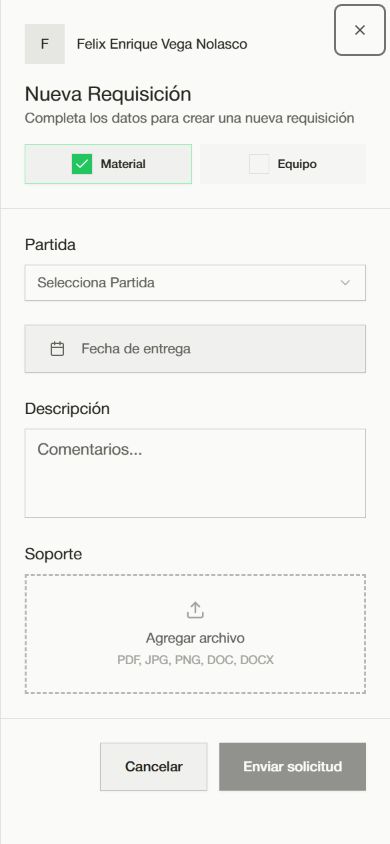 F
Felix Enrique Vega Nolasco
Nueva Requisición
Completa los datos para crear una nueva requisición
Material
Equipo
Partida
Selecciona Partida
Fecha de entrega
Descripción
Comentarios...
Soporte
Agregar archivo
PDF, JPG, PNG, DOC, DOCX
Cancelar
Enviar solicitud